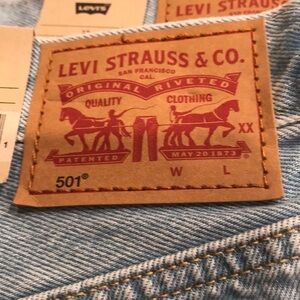 LEVI'S
LEVI STRAUSS
LEVI STRAUSS & CO.
SAN FRANCISCO
CAL.
ORIGINAL RIVETED
QUALITY CLOTHING
XX
PATENTED MAY 20 1873
501® W L